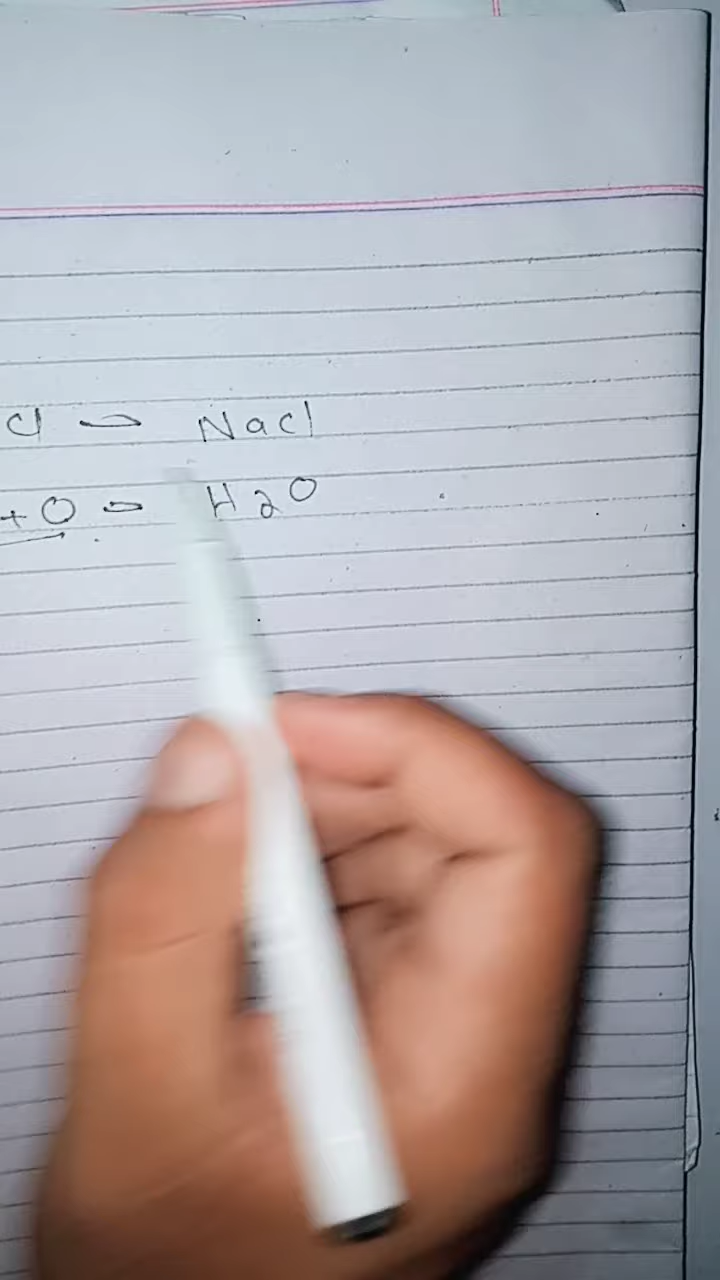 Cl → NaCl
+ O → H2O